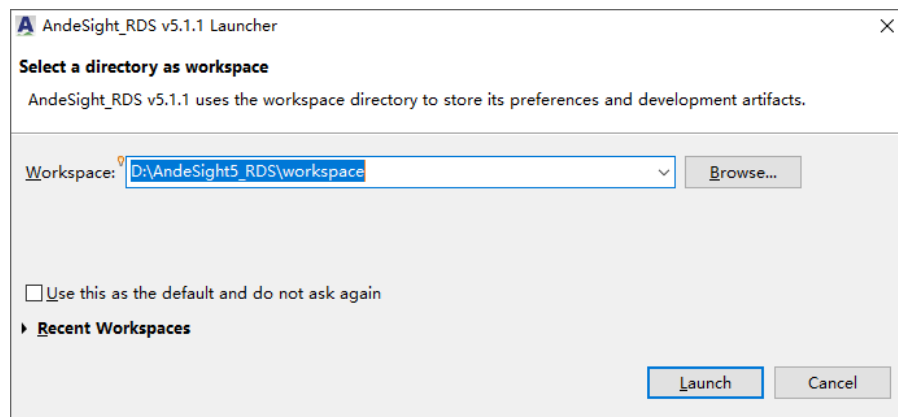 AndeSight_RDS v5.1.1 Launcher
Select a directory as workspace
AndeSight_RDS v5.1.1 uses the workspace directory to store its preferences and development artifacts.
Workspace: D:\AndeSight5_RDS\workspace Browse...
Use this as the default and do not ask again
Recent Workspaces
Launch Cancel